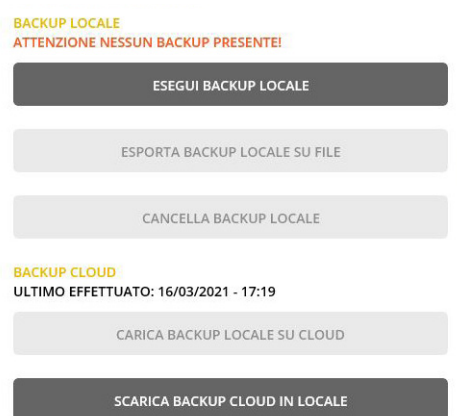 BACKUP LOCALE
ATTENZIONE NESSUN BACKUP PRESENTE!
ESEGUI BACKUP LOCALE
ESPORTA BACKUP LOCALE SU FILE
CANCELLA BACKUP LOCALE
BACKUP CLOUD
ULTIMO EFFETTUATO: 16/03/2021 - 17:19
CARICA BACKUP LOCALE SU CLOUD
SCARICA BACKUP CLOUD IN LOCALE